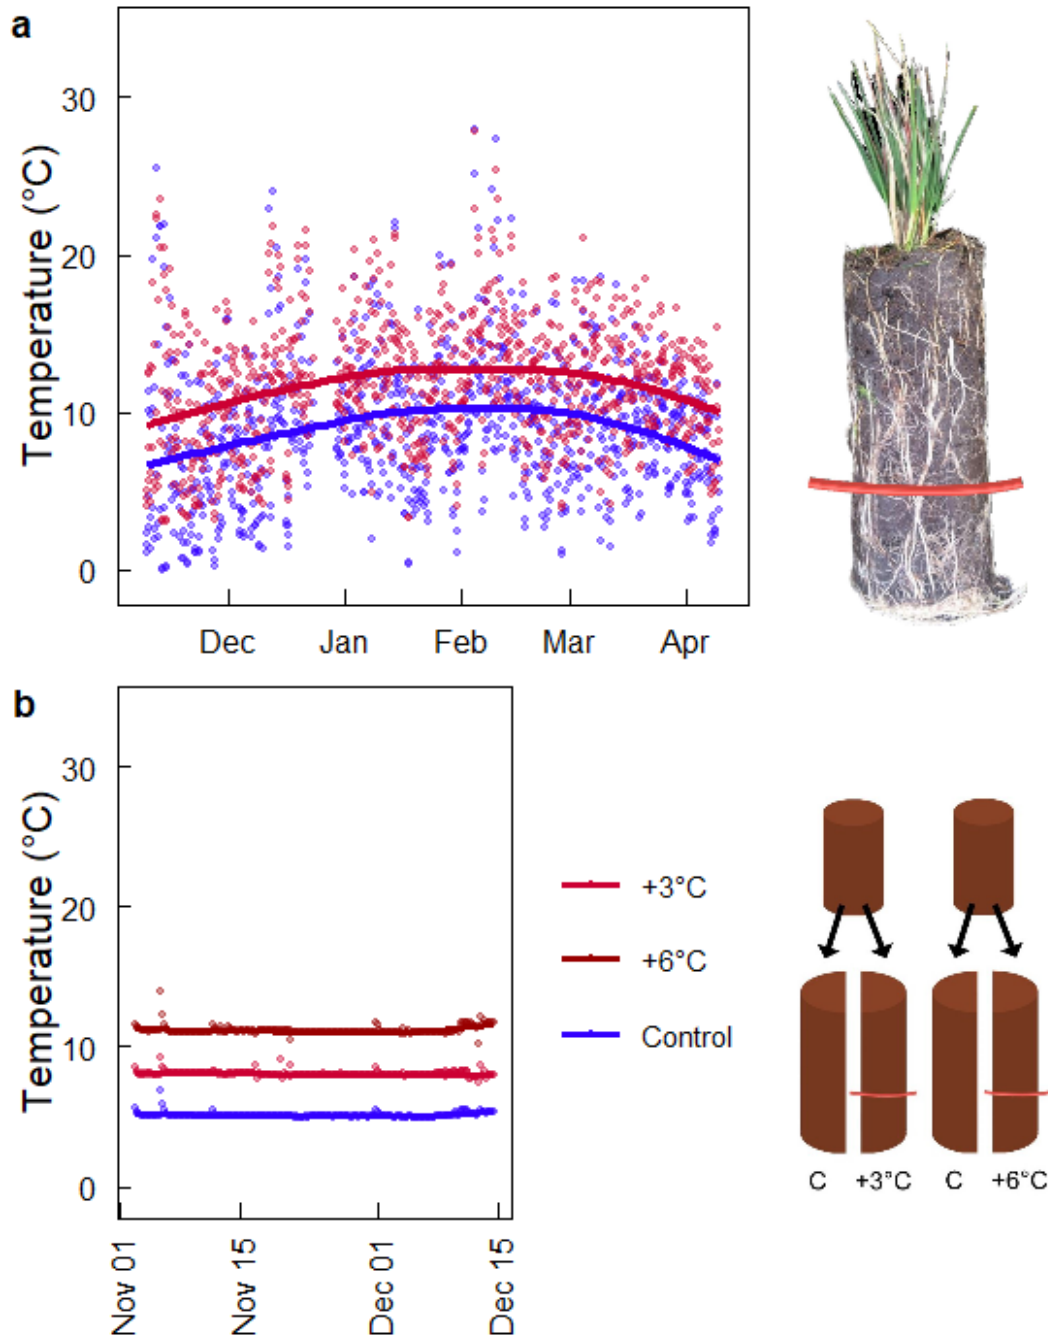 a
Temperature (°C)
30
20
10
0
Dec Jan Feb Mar Apr
b
Temperature (°C)
30
20
10
0
Nov 01 Nov 15 Dec 01 Dec 15
+3°C
+6°C
Control
C +3°C C +6°C